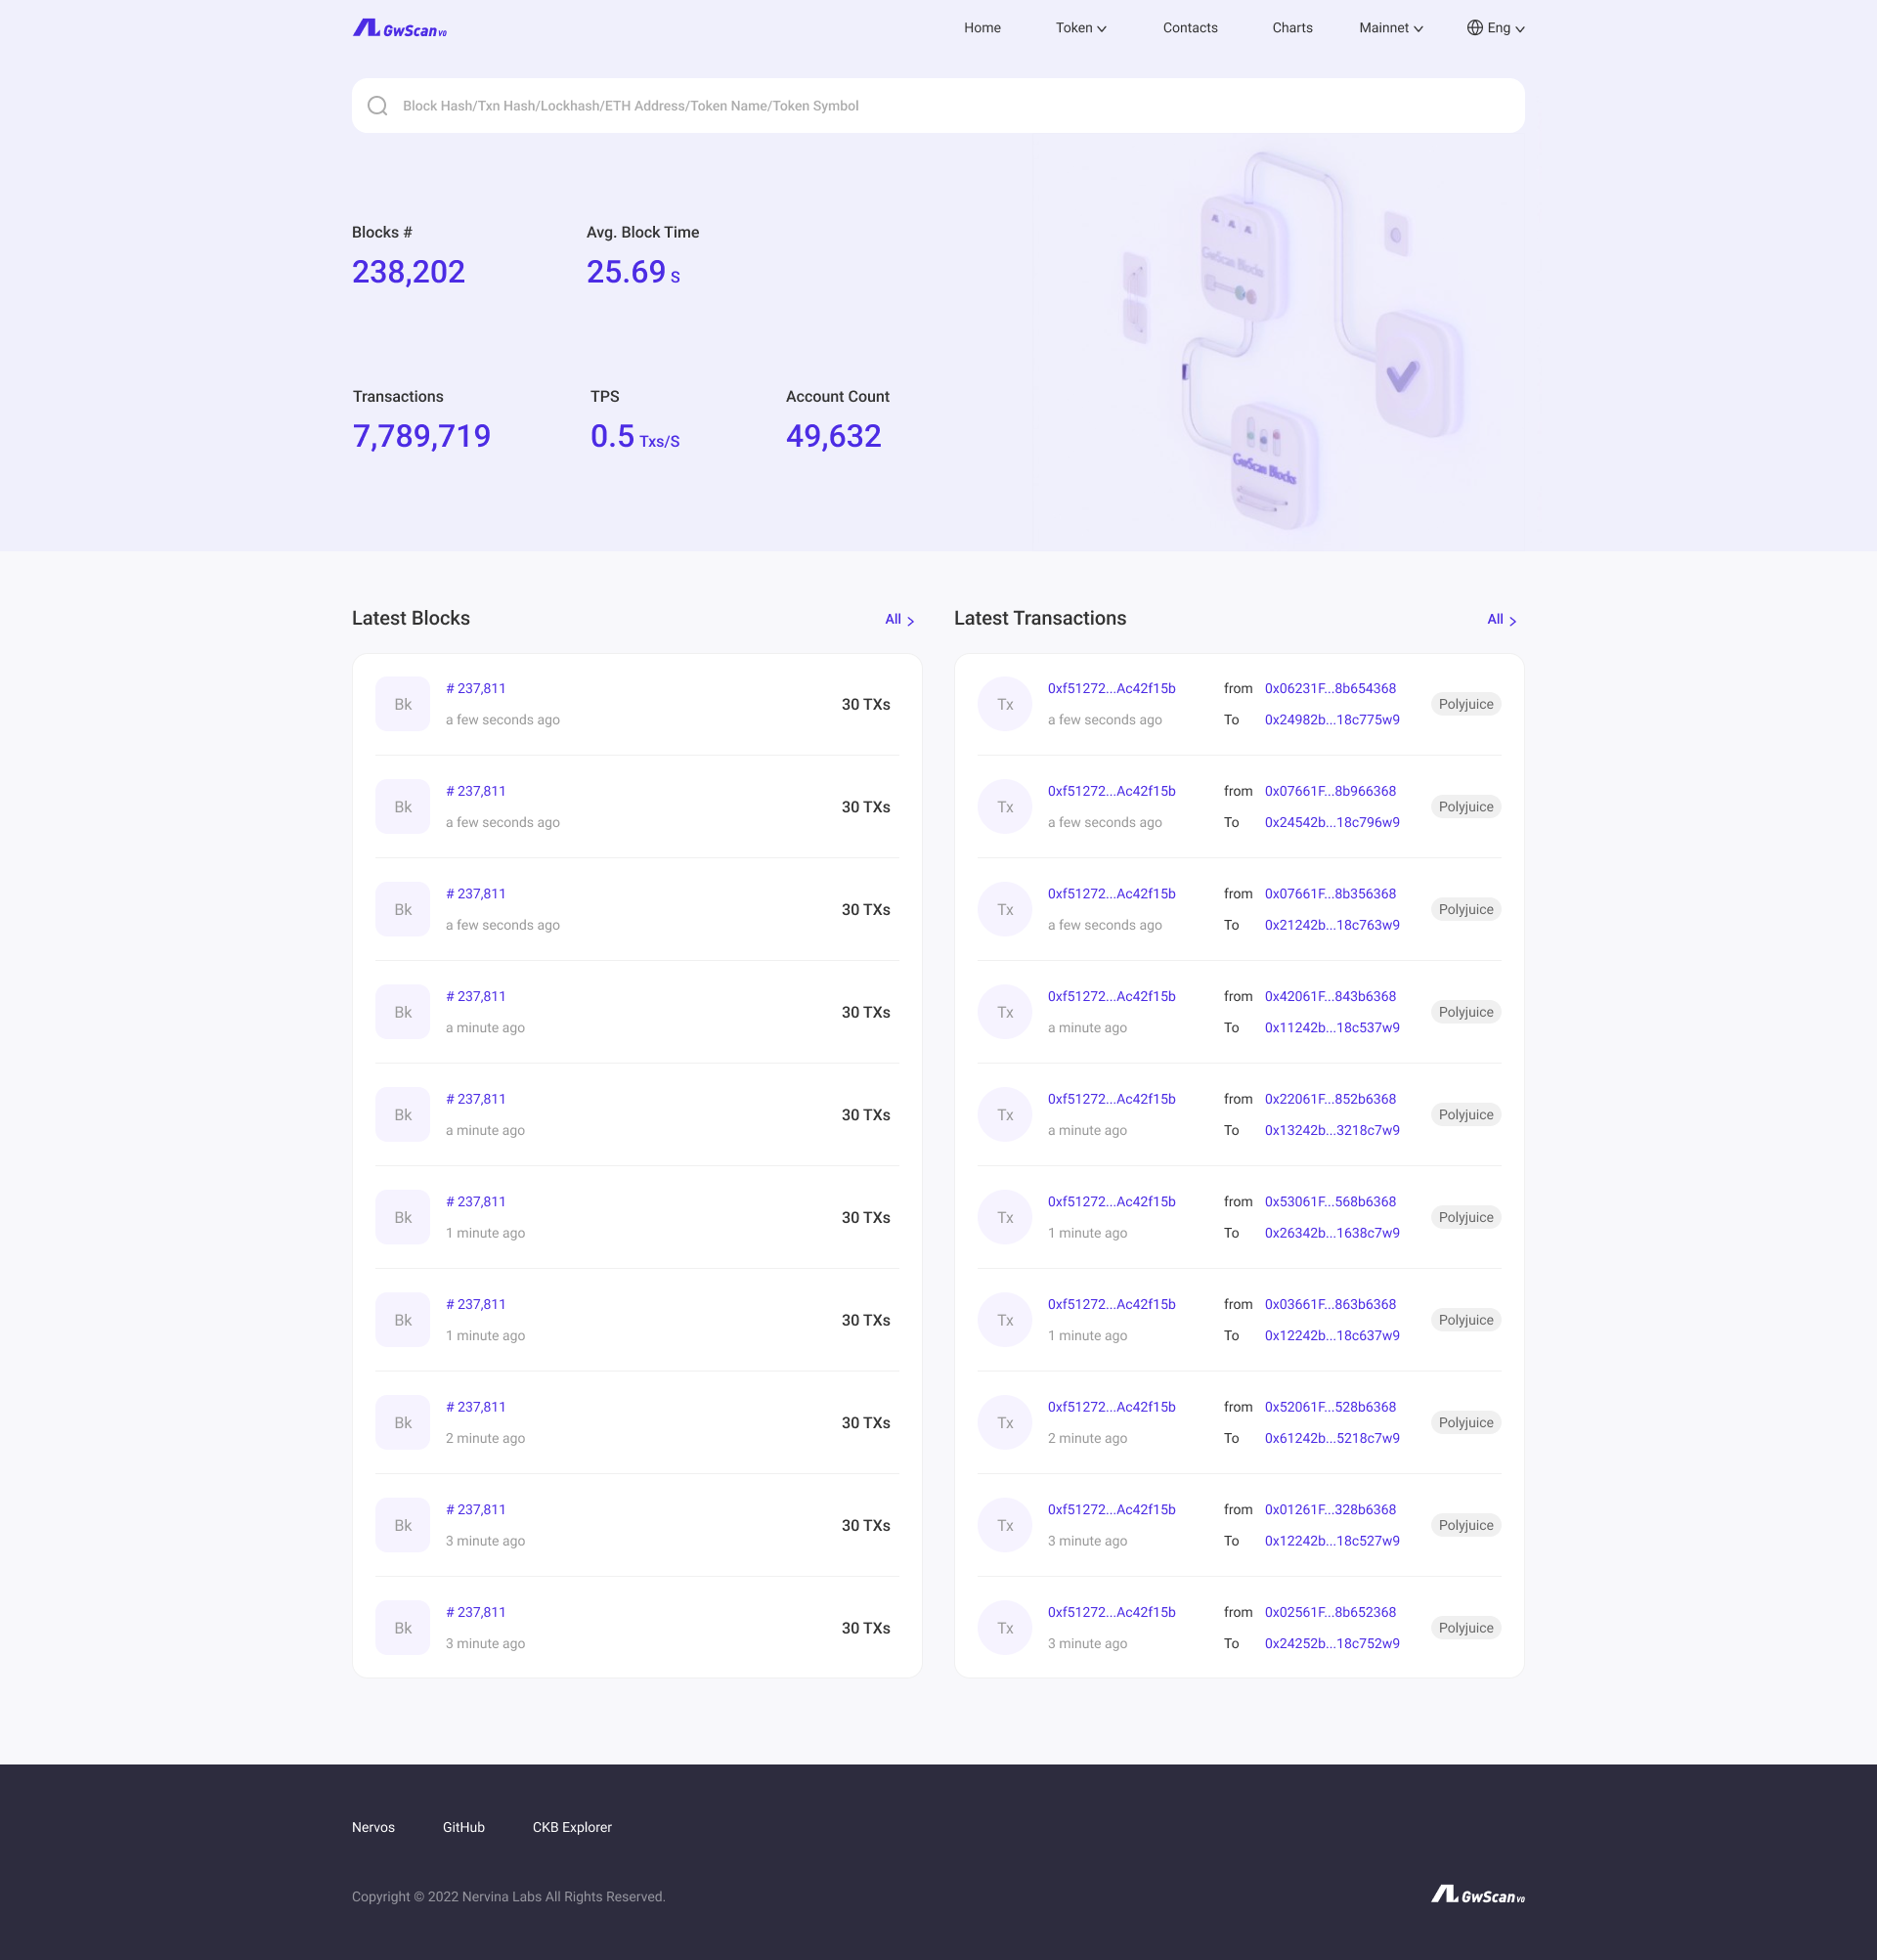 GwScan V0
Home Token Contacts Charts Mainnet Eng
Block Hash/Txn Hash/Lockhash/ETH Address/Token Name/Token Symbol
Blocks # Avg. Block Time
238,202 25.69 S
Transactions TPS Account Count
7,789,719 0.5 Txs/S 49,632
GwScan Blocks
GwScan Blocks
Latest Blocks All
Bk # 237,811 30 TXs
a few seconds ago
Bk # 237,811 30 TXs
a few seconds ago
Bk # 237,811 30 TXs
a few seconds ago
Bk # 237,811 30 TXs
a minute ago
Bk # 237,811 30 TXs
a minute ago
Bk # 237,811 30 TXs
1 minute ago
Bk # 237,811 30 TXs
1 minute ago
Bk # 237,811 30 TXs
2 minute ago
Bk # 237,811 30 TXs
3 minute ago
Bk # 237,811 30 TXs
3 minute ago
Latest Transactions All
Tx 0xf51272...Ac42f15b from 0x06231F...8b654368 Polyjuice
a few seconds ago To 0x24982b...18c775w9
Tx 0xf51272...Ac42f15b from 0x07661F...8b966368 Polyjuice
a few seconds ago To 0x24542b...18c796w9
Tx 0xf51272...Ac42f15b from 0x07661F...8b356368 Polyjuice
a few seconds ago To 0x21242b...18c763w9
Tx 0xf51272...Ac42f15b from 0x42061F...843b6368 Polyjuice
a minute ago To 0x11242b...18c537w9
Tx 0xf51272...Ac42f15b from 0x22061F...852b6368 Polyjuice
a minute ago To 0x13242b...3218c7w9
Tx 0xf51272...Ac42f15b from 0x53061F...568b6368 Polyjuice
1 minute ago To 0x26342b...1638c7w9
Tx 0xf51272...Ac42f15b from 0x03661F...863b6368 Polyjuice
1 minute ago To 0x12242b...18c637w9
Tx 0xf51272...Ac42f15b from 0x52061F...528b6368 Polyjuice
2 minute ago To 0x61242b...5218c7w9
Tx 0xf51272...Ac42f15b from 0x01261F...328b6368 Polyjuice
3 minute ago To 0x12242b...18c527w9
Tx 0xf51272...Ac42f15b from 0x02561F...8b652368 Polyjuice
3 minute ago To 0x24252b...18c752w9
Nervos GitHub CKB Explorer
Copyright © 2022 Nervina Labs All Rights Reserved.
GwScan V0